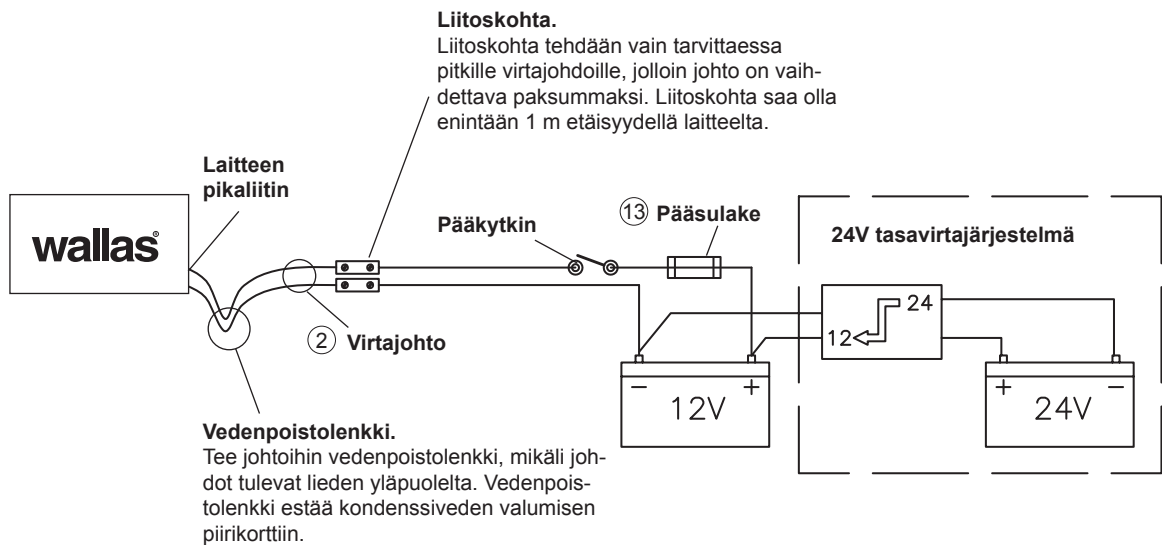 Liitoskohta.
Liitoskohta tehdään vain tarvittaessa
pitkille virtajohdoille, jolloin johto on vaih-
dettava paksummaksi. Liitoskohta saa olla
enintään 1 m etäisyydellä laitteelta.
Laitteen
pikaliitin
wallas®
Pääkytkin
13 Pääsulake
24V tasavirtajärjestelmä
24
12
2 Virtajohto
− +
12V
+ −
24V
Vedenpoistolenkki.
Tee johtoihin vedenpoistolenkki, mikäli joh-
dot tulevat lieden yläpuolelta. Vedenpois-
tolenkki estää kondenssiveden valumisen
piirikorttiin.